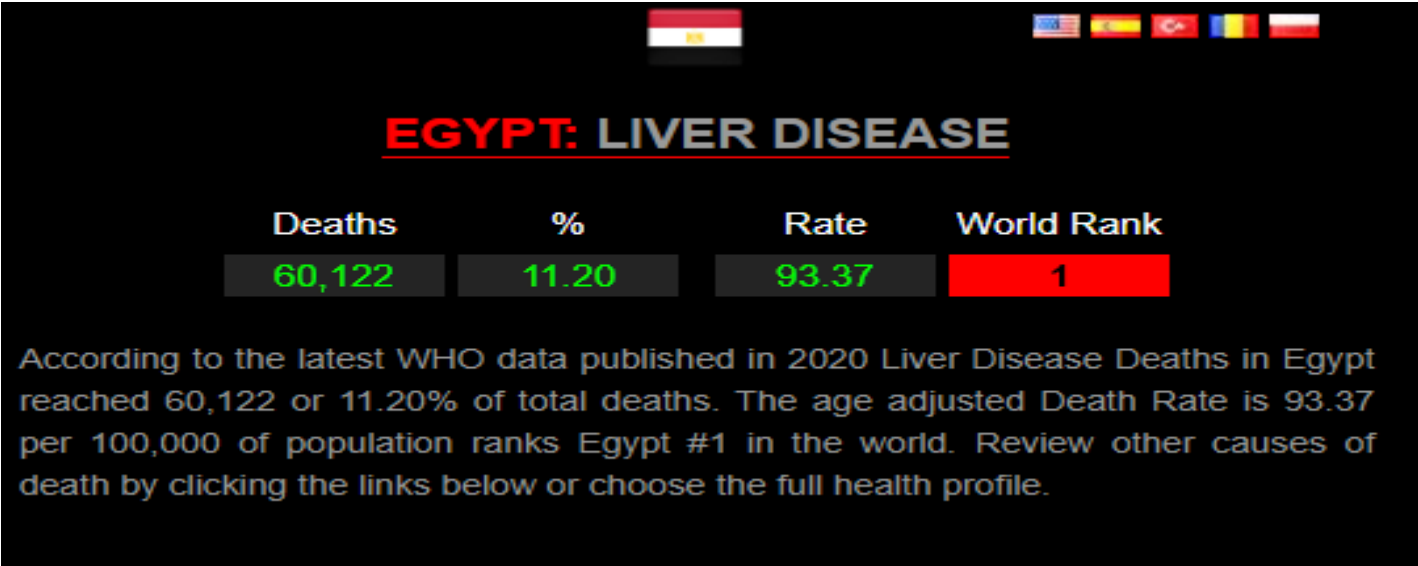 EGYPT: LIVER DISEASE
Deaths % Rate World Rank
60,122 11.20 93.37 1
According to the latest WHO data published in 2020 Liver Disease Deaths in Egypt
reached 60,122 or 11.20% of total deaths. The age adjusted Death Rate is 93.37
per 100,000 of population ranks Egypt #1 in the world. Review other causes of
death by clicking the links below or choose the full health profile.